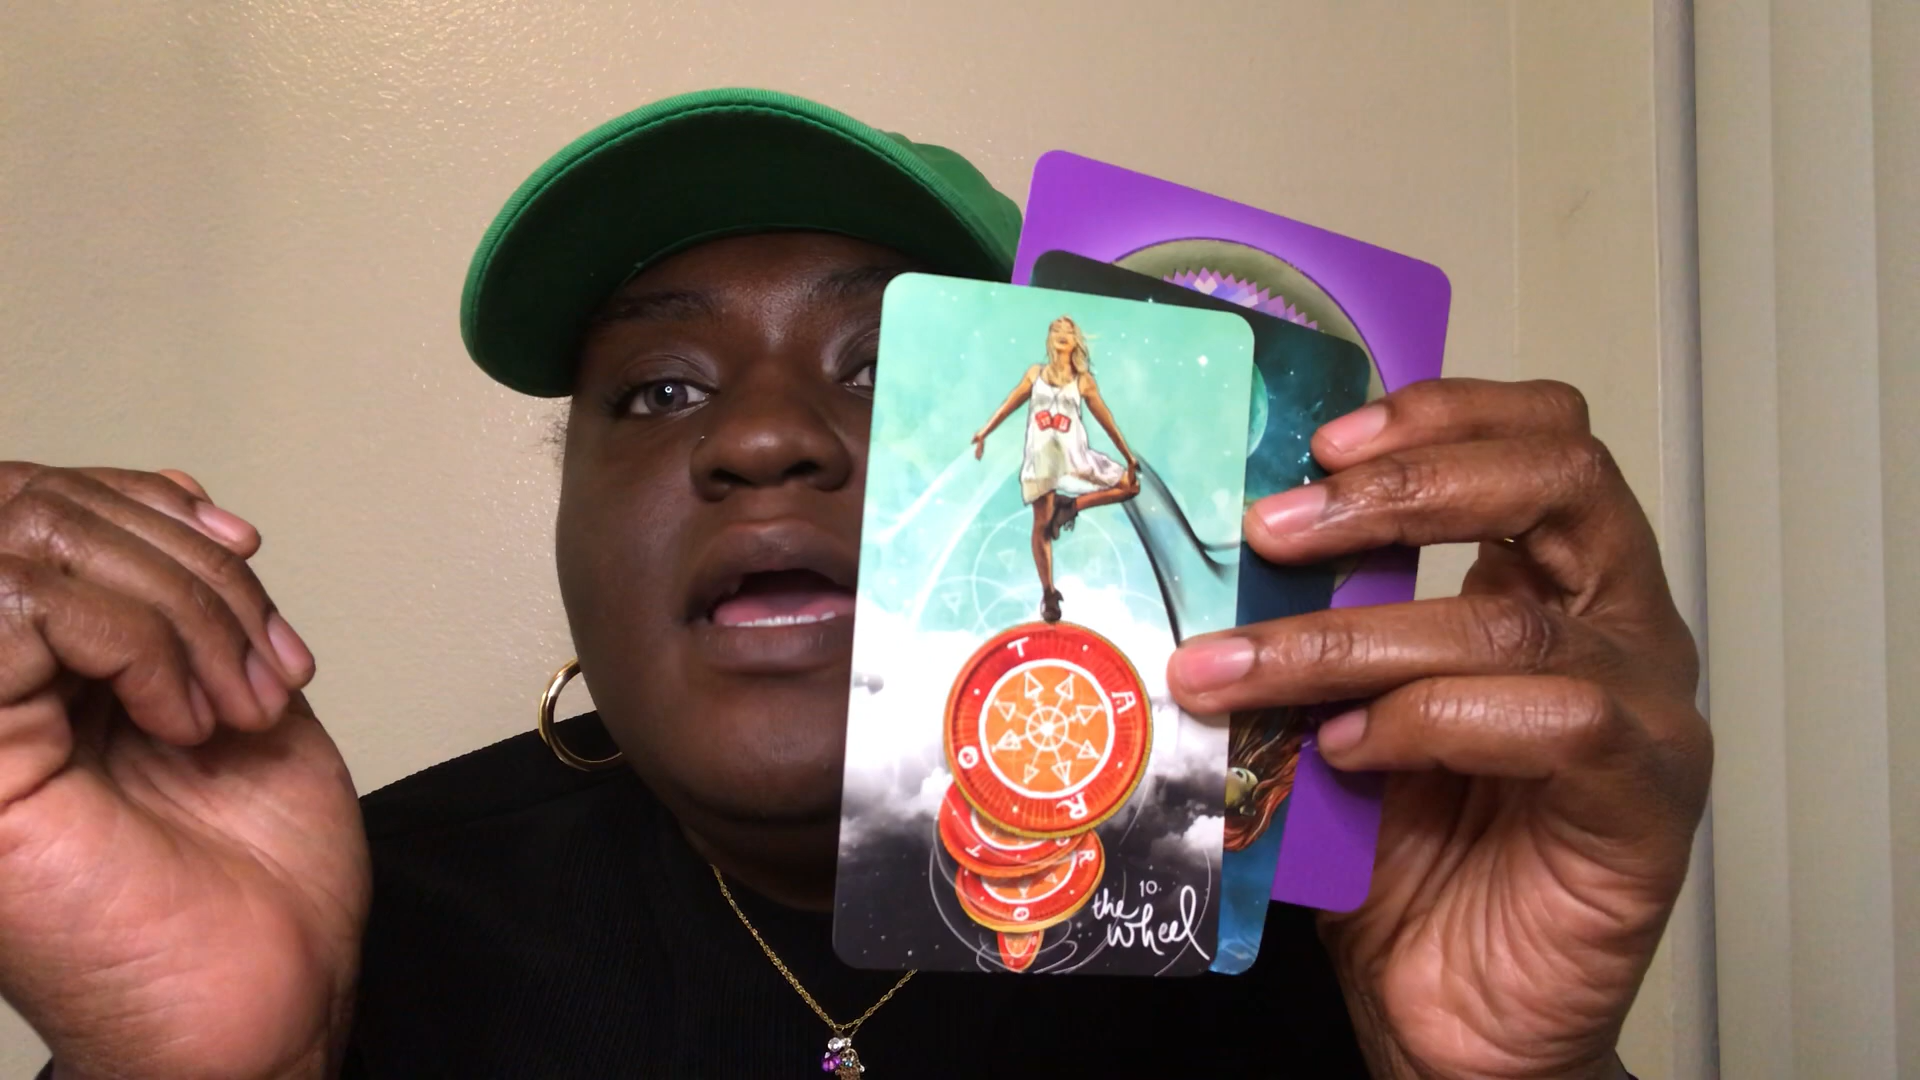 T A R O
T R O
O
10.
the
wheel